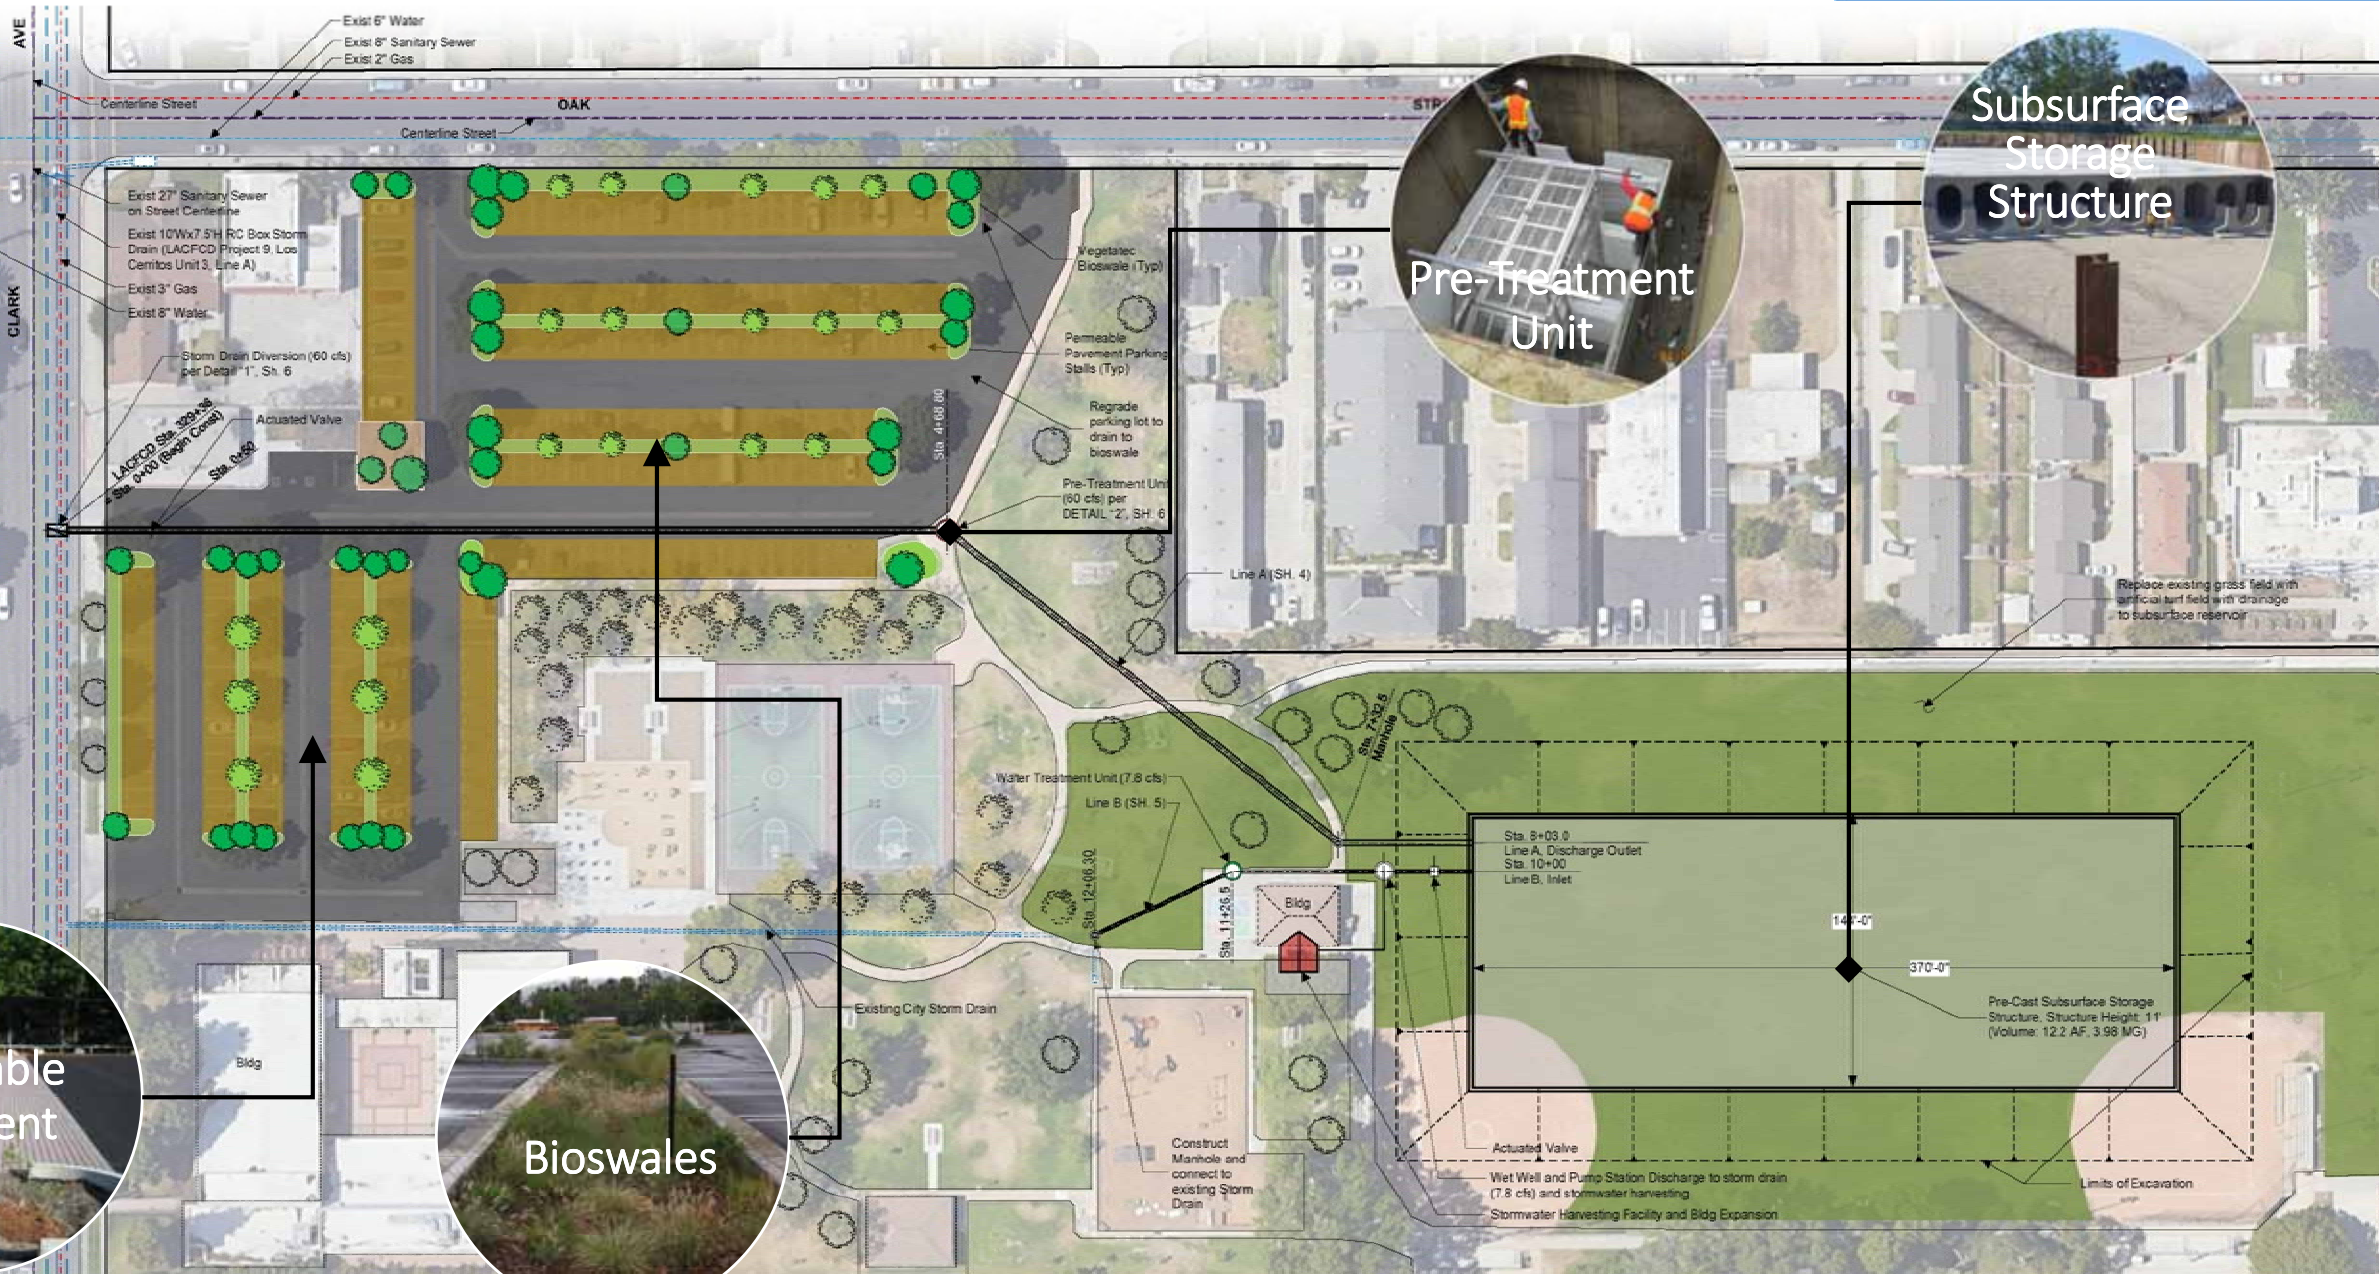 AVE
CLARK
Exist 6" Water
Exist 8" Sanitary Sewer
Exist 2" Gas
Centerline Street
OAK
Centerline Street
Exist 27" Sanitary Sewer
on Street Centerline
Exist 10'Wx7.5'H RC Box Storm
Drain (LACFCD Project 9, Los
Cerritos Unit 3, Line A)
Exist 3" Gas
Exist 8" Water
Storm Drain Diversion (60 cfs)
per Detail "1", Sh. 6
LACFCD Sta. 329+36
Sta. 0+00 (Begin Const)
Actuated Valve
Sta. 0+50
Vegetated
Bioswale (Typ)
Permeable
Pavement Parking
Stalls (Typ)
Sta. 4+68.80
Regrade
parking lot to
drain to
bioswale
Pre-Treatment Unit
(60 cfs) per
DETAIL "2", SH. 6
Pre-Treatment
Unit
Subsurface
Storage
Structure
Line A (SH. 4)
Replace existing grass field with
artificial turf field with drainage
to subsurface reservoir
Sta. 7+32.5
Manhole
Water Treatment Unit (7.8 cfs)
Line B (SH. 5)
Sta. 12+06.30
Sta. 11+26.5
Bldg
Sta. 8+03.0
Line A, Discharge Outlet
Sta. 10+00
Line B, Inlet
370'-0"
Pre-Cast Subsurface Storage
Structure, Structure Height: 11'
(Volume: 12.2 AF, 3.98 MG)
Existing City Storm Drain
Bldg
Bioswales
Construct
Manhole and
connect to
existing Storm
Drain
Actuated Valve
Wet Well and Pump Station Discharge to storm drain
(7.8 cfs) and stormwater harvesting
Stormwater Harvesting Facility and Bldg Expansion
Limits of Excavation